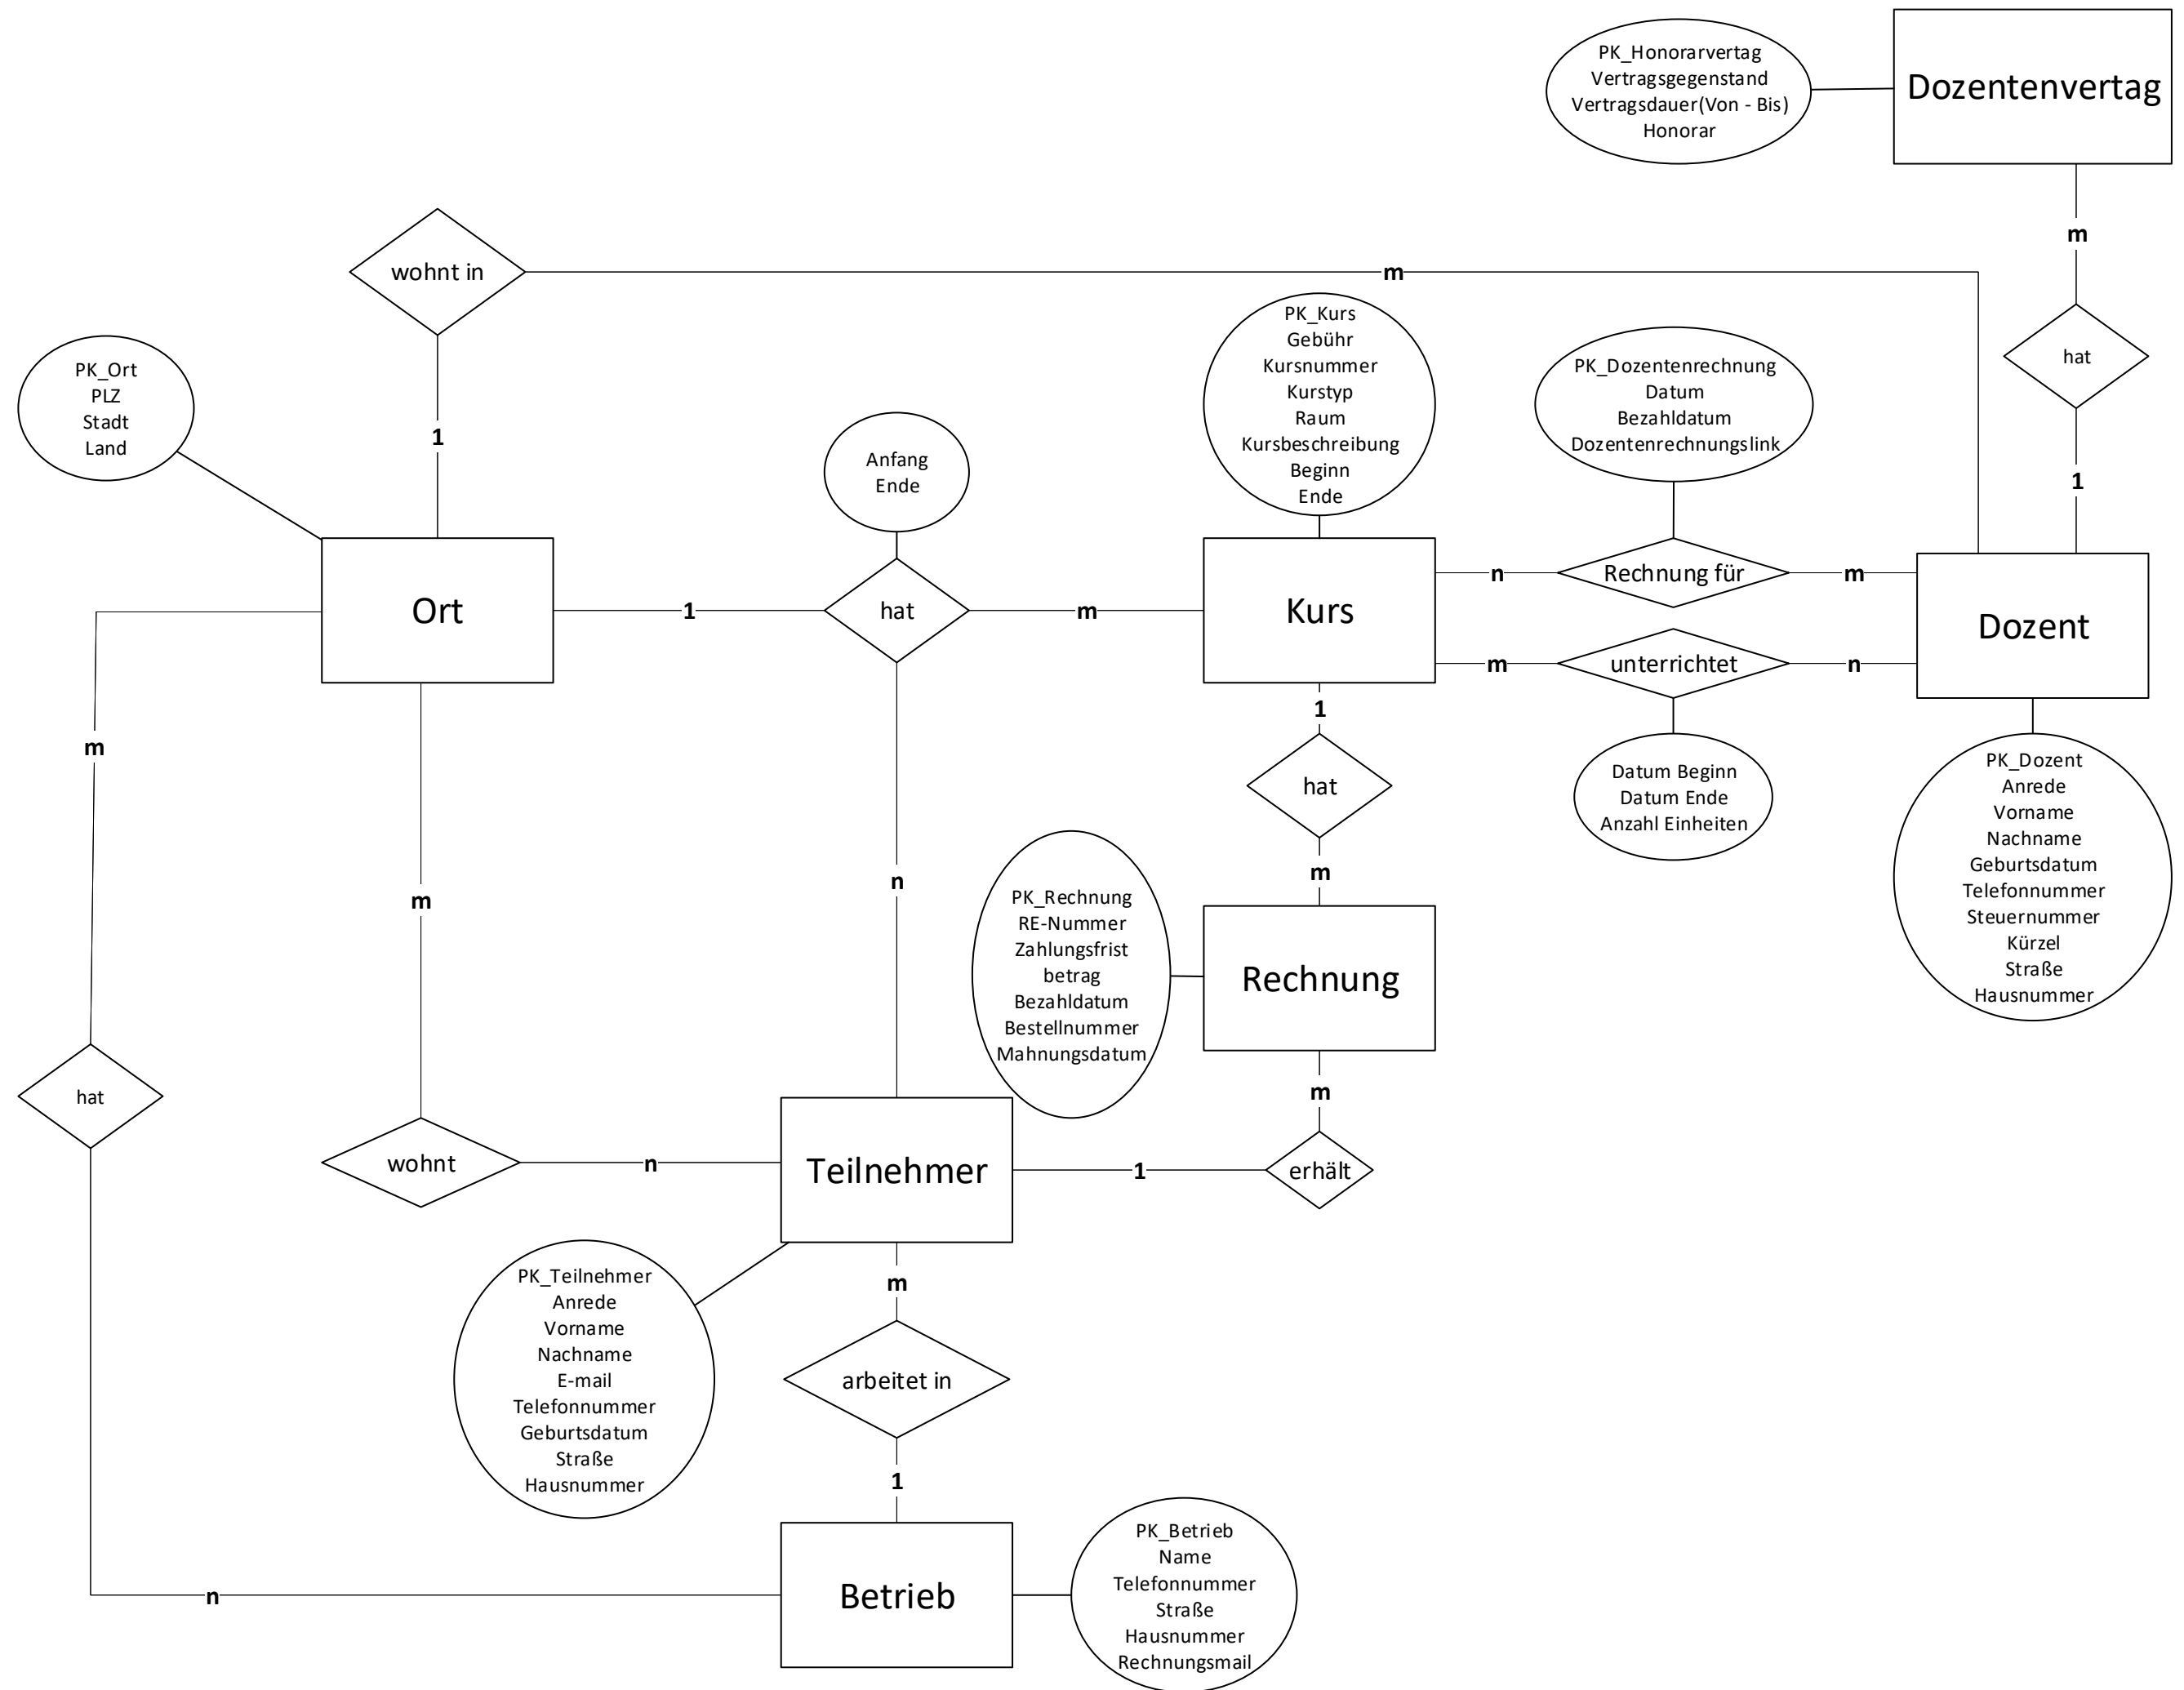 PK_Honorarvertag
Vertragsgegenstand
Vertragsdauer(Von - Bis)
Honorar
Dozentenvertag
m
wohnt in
m
hat
1
1
PK_Ort
PLZ
Stadt
Land
Anfang
Ende
PK_Kurs
Gebühr
Kursnummer
Kurstyp
Raum
Kursbeschreibung
Beginn
Ende
PK_Dozentenrechnung
Datum
Bezahldatum
Dozentenrechnungslink
Ort
1
hat
m
Kurs
n
Rechnung für
m
m
unterrichtet
n
Dozent
Datum Beginn
Datum Ende
Anzahl Einheiten
PK_Dozent
Anrede
Vorname
Nachname
Geburtsdatum
Telefonnummer
Steuernummer
Kürzel
Straße
Hausnummer
1
hat
m
m
m
n
PK_Rechnung
RE-Nummer
Zahlungsfrist
betrag
Bezahldatum
Bestellnummer
Mahnungsdatum
Rechnung
m
hat
wohnt
n
Teilnehmer
1
erhält
PK_Teilnehmer
Anrede
Vorname
Nachname
E-mail
Telefonnummer
Geburtsdatum
Straße
Hausnummer
m
arbeitet in
1
n
Betrieb
PK_Betrieb
Name
Telefonnummer
Straße
Hausnummer
Rechnungsmail